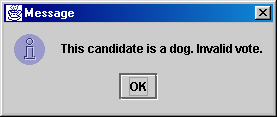 Message
This candidate is a dog. Invalid vote.
OK